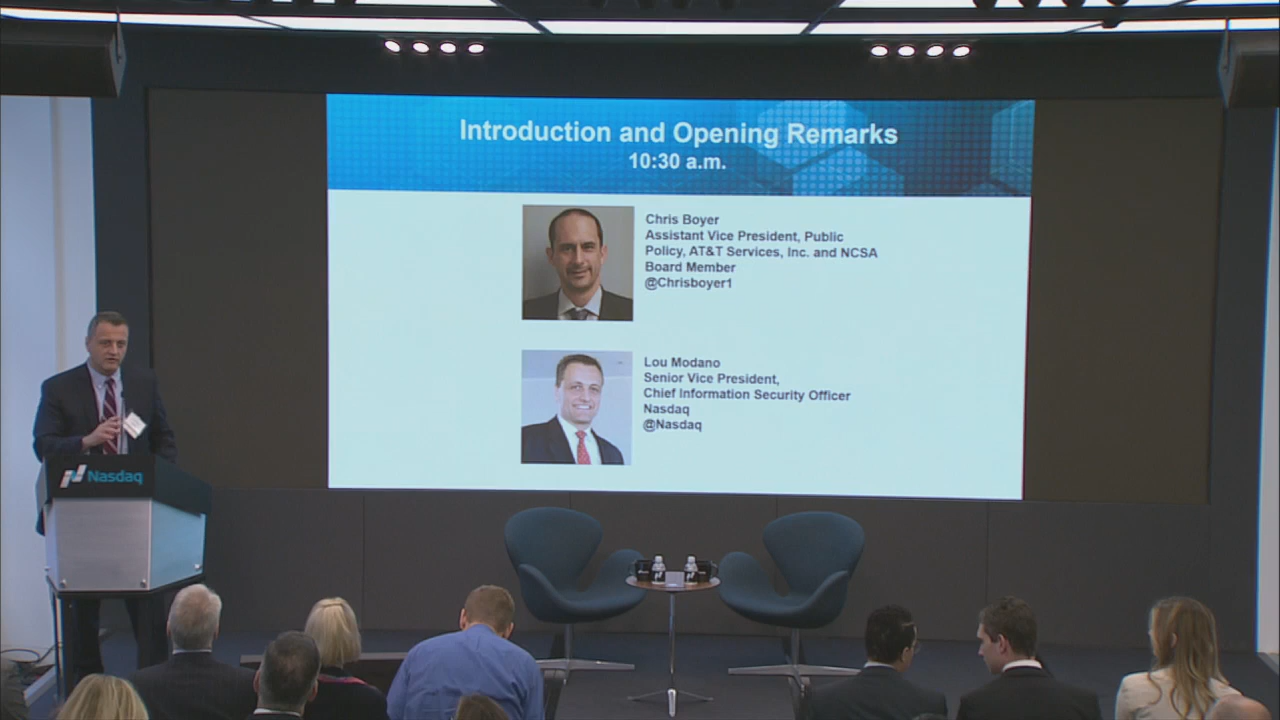 Introduction and Opening Remarks
10:30 a.m.
Chris Boyer
Assistant Vice President, Public
Policy, AT&T Services, Inc. and NCSA
Board Member
@Chrisboyer1
Lou Modano
Senior Vice President,
Chief Information Security Officer
Nasdaq
@Nasdaq
Nasdaq